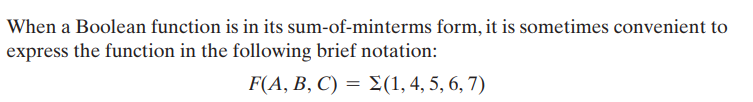 When a Boolean function is in its sum-of-minterms form, it is sometimes convenient to
express the function in the following brief notation:
F(A, B, C) = Σ(1, 4, 5, 6, 7)